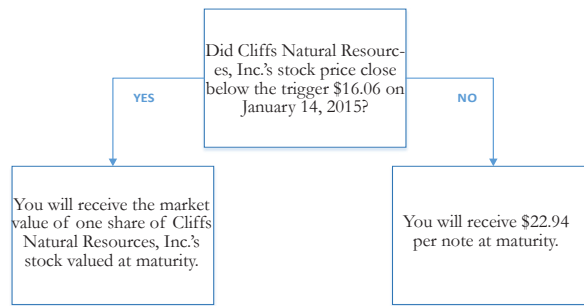 Did Cliffs Natural Resourc-
es, Inc.'s stock price close
below the trigger $16.06 on
January 14, 2015?
YES
NO
You will receive the market
value of one share of Cliffs
Natural Resources, Inc.'s
stock valued at maturity.
You will receive $22.94
per note at maturity.